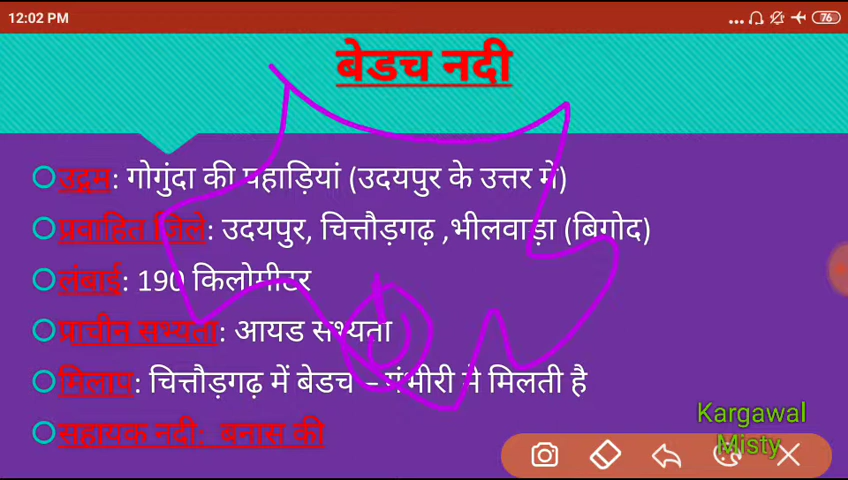 12:02 PM
76
बेडच नदी
उद्गम: गोगुंदा की पहाड़ियां (उदयपुर के उत्तर मे)
प्रवाहित जिले: उदयपुर, चित्तौड़गढ़ ,भीलवाड़ा (बिगोद)
लंबाई: 190 किलोमीटर
प्राचीन सभ्यता: आयड सभ्यता
मिलाप: चित्तौड़गढ़ में बेडच – गंभीरी से मिलती है
सहायक नदी: बनास की
Kargawal
Misty